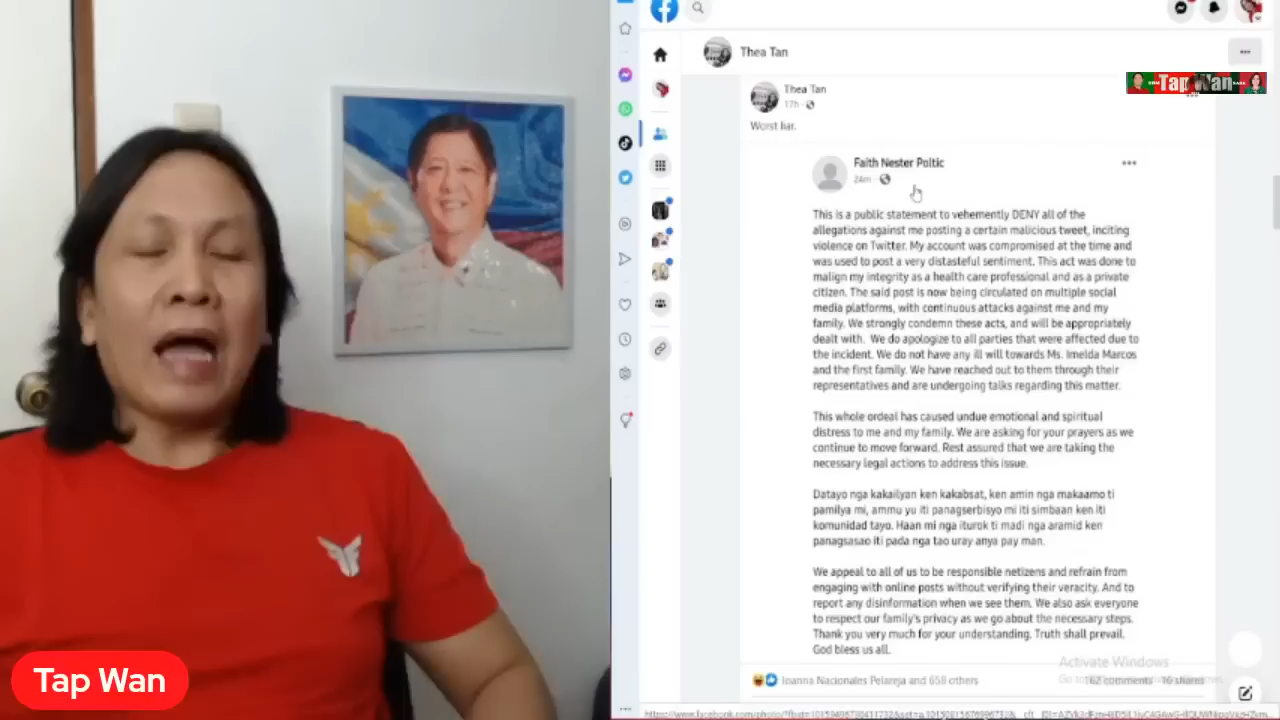 Thea Tan
Tap Wan
Thea Tan
17h
Worst liar.
Faith Nester Poltic
24m
This is a public statement to vehemently DENY all of the
allegations against me posting a certain malicious tweet, inciting
violence on Twitter. My account was compromised at the time and
was used to post a very distasteful sentiment. This act was done to
malign my integrity as a health care professional and as a private
citizen. The said post is now being circulated on multiple social
media platforms, with continuous attacks against me and my
family. We strongly condemn these acts, and will be appropriately
dealt with. We do apologize to all parties that were affected due to
the incident. We do not have any ill will towards Ms. Imelda Marcos
and the first family. We have reached out to them through their
representatives and are undergoing talks regarding this matter.
This whole ordeal has caused undue emotional and spiritual
distress to me and my family. We are asking for your prayers as we
continue to move forward. Rest assured that we are taking the
necessary legal actions to address this issue.
Datayo nga kakailyan ken kakabsat, ken amin nga makaamo ti
pamilya mi, ammu yu iti panagserbisyo mi iti simbaan ken iti
komunidad tayo. Haan mi nga iturok ti madi nga aramid ken
panagsasao iti pada nga tao uray anya pay man.
We appeal to all of us to be responsible netizens and refrain from
engaging with online posts without verifying their veracity. And to
report any disinformation when we see them. We also ask everyone
to respect our family's privacy as we go about the necessary steps.
Thank you very much for your understanding. Truth shall prevail.
God bless us all.
Activate Windows
Joanna Nacionales Pelareja and 658 others
162 comments 16 shares
Tap Wan